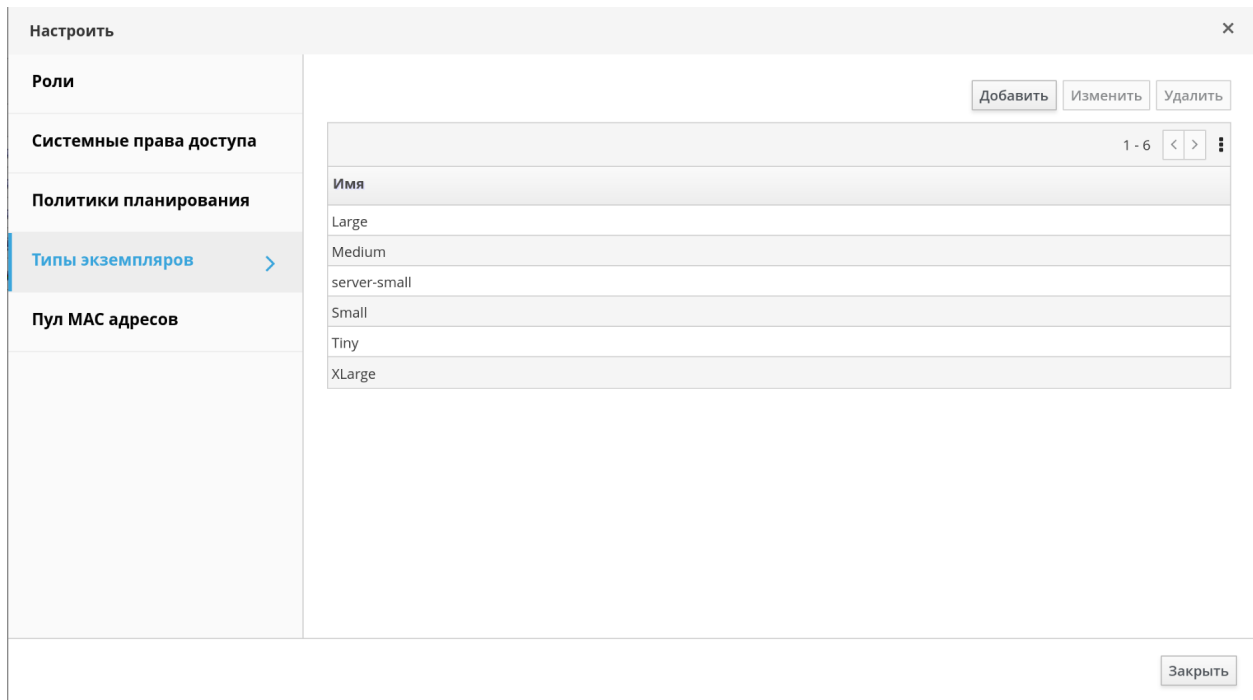 Настроить
Роли
Системные права доступа
Политики планирования
Типы экземпляров
Пул MAC адресов
Добавить Изменить Удалить
1 - 6
Имя
Large
Medium
server-small
Small
Tiny
XLarge
Закрыть